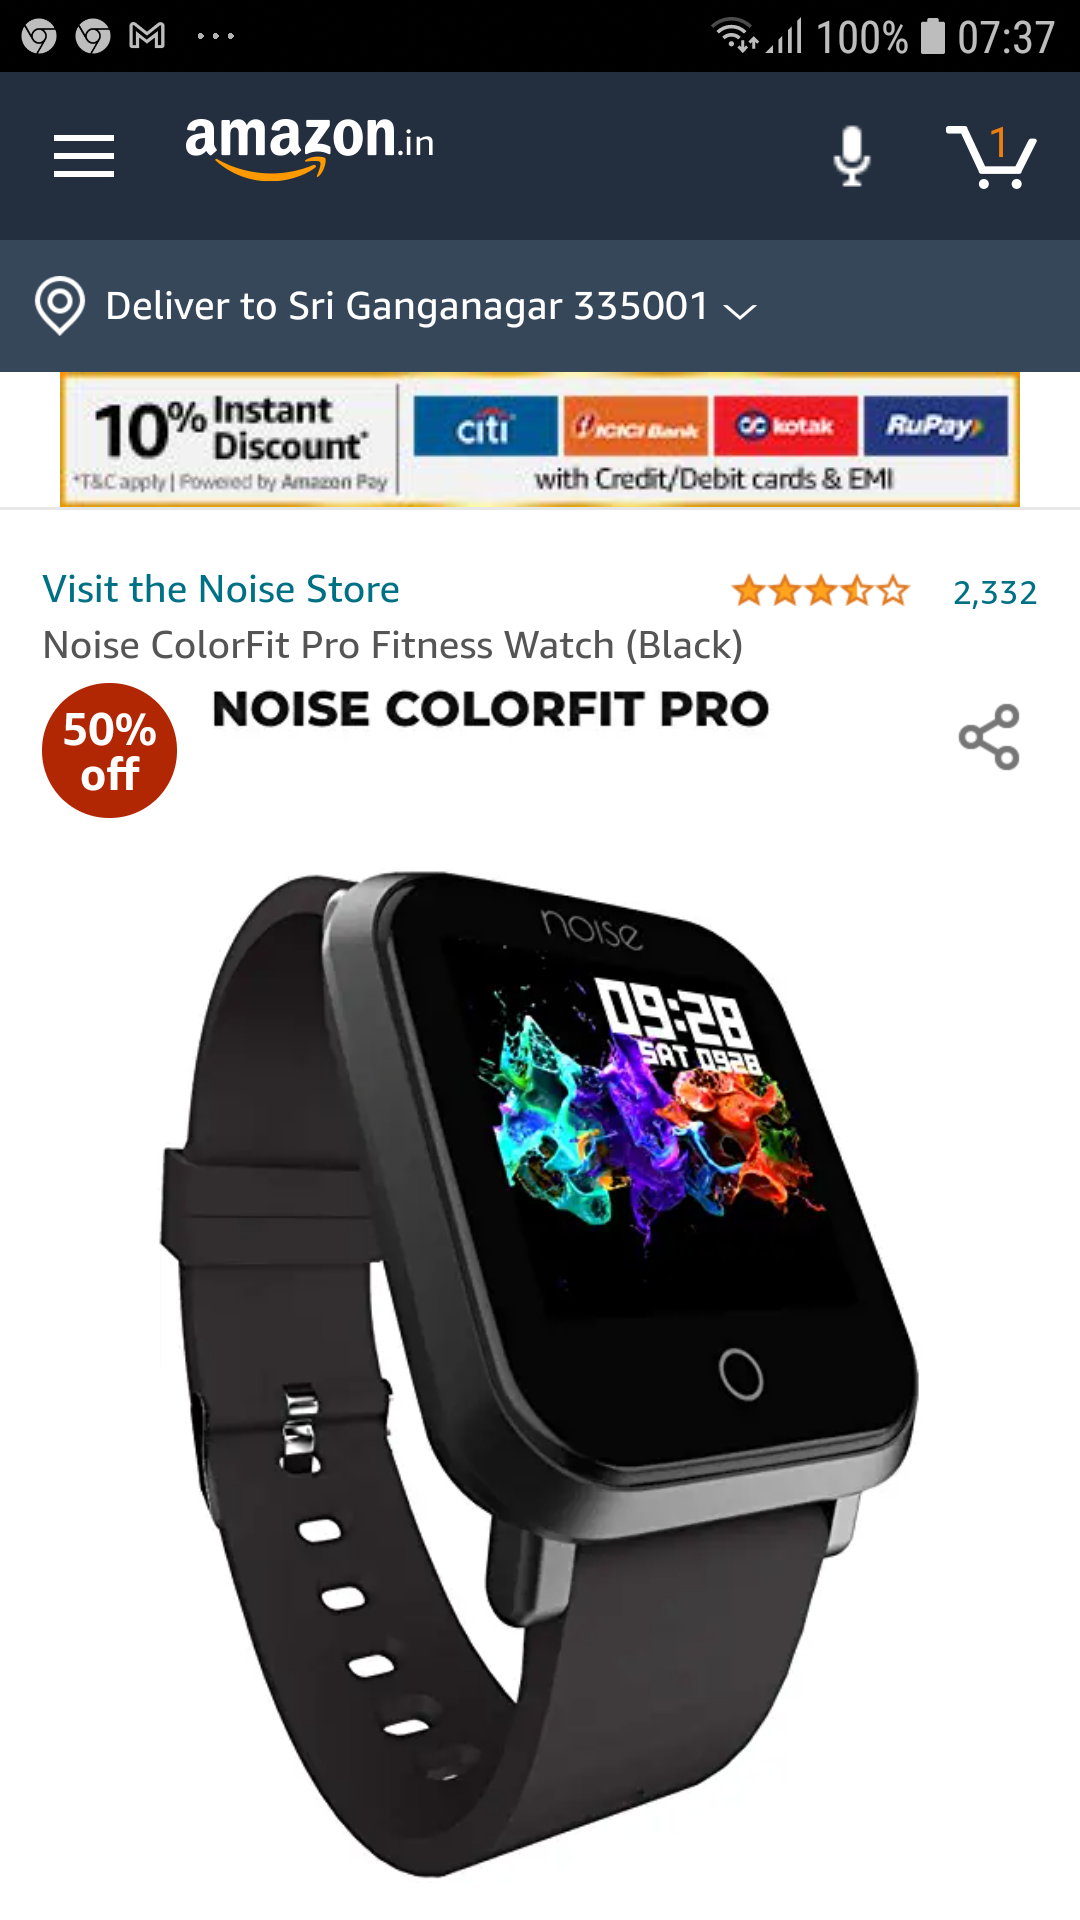 100% 07:37
amazon.in
1
Deliver to Sri Ganganagar 335001
10% Instant Discount*
*T&C apply | Powered by Amazon Pay
citi ICICI Bank kotak RuPay
with Credit/Debit cards & EMI
Visit the Noise Store 2,332
Noise ColorFit Pro Fitness Watch (Black)
50% off
NOISE COLORFIT PRO
noise
09:28
SAT 0928